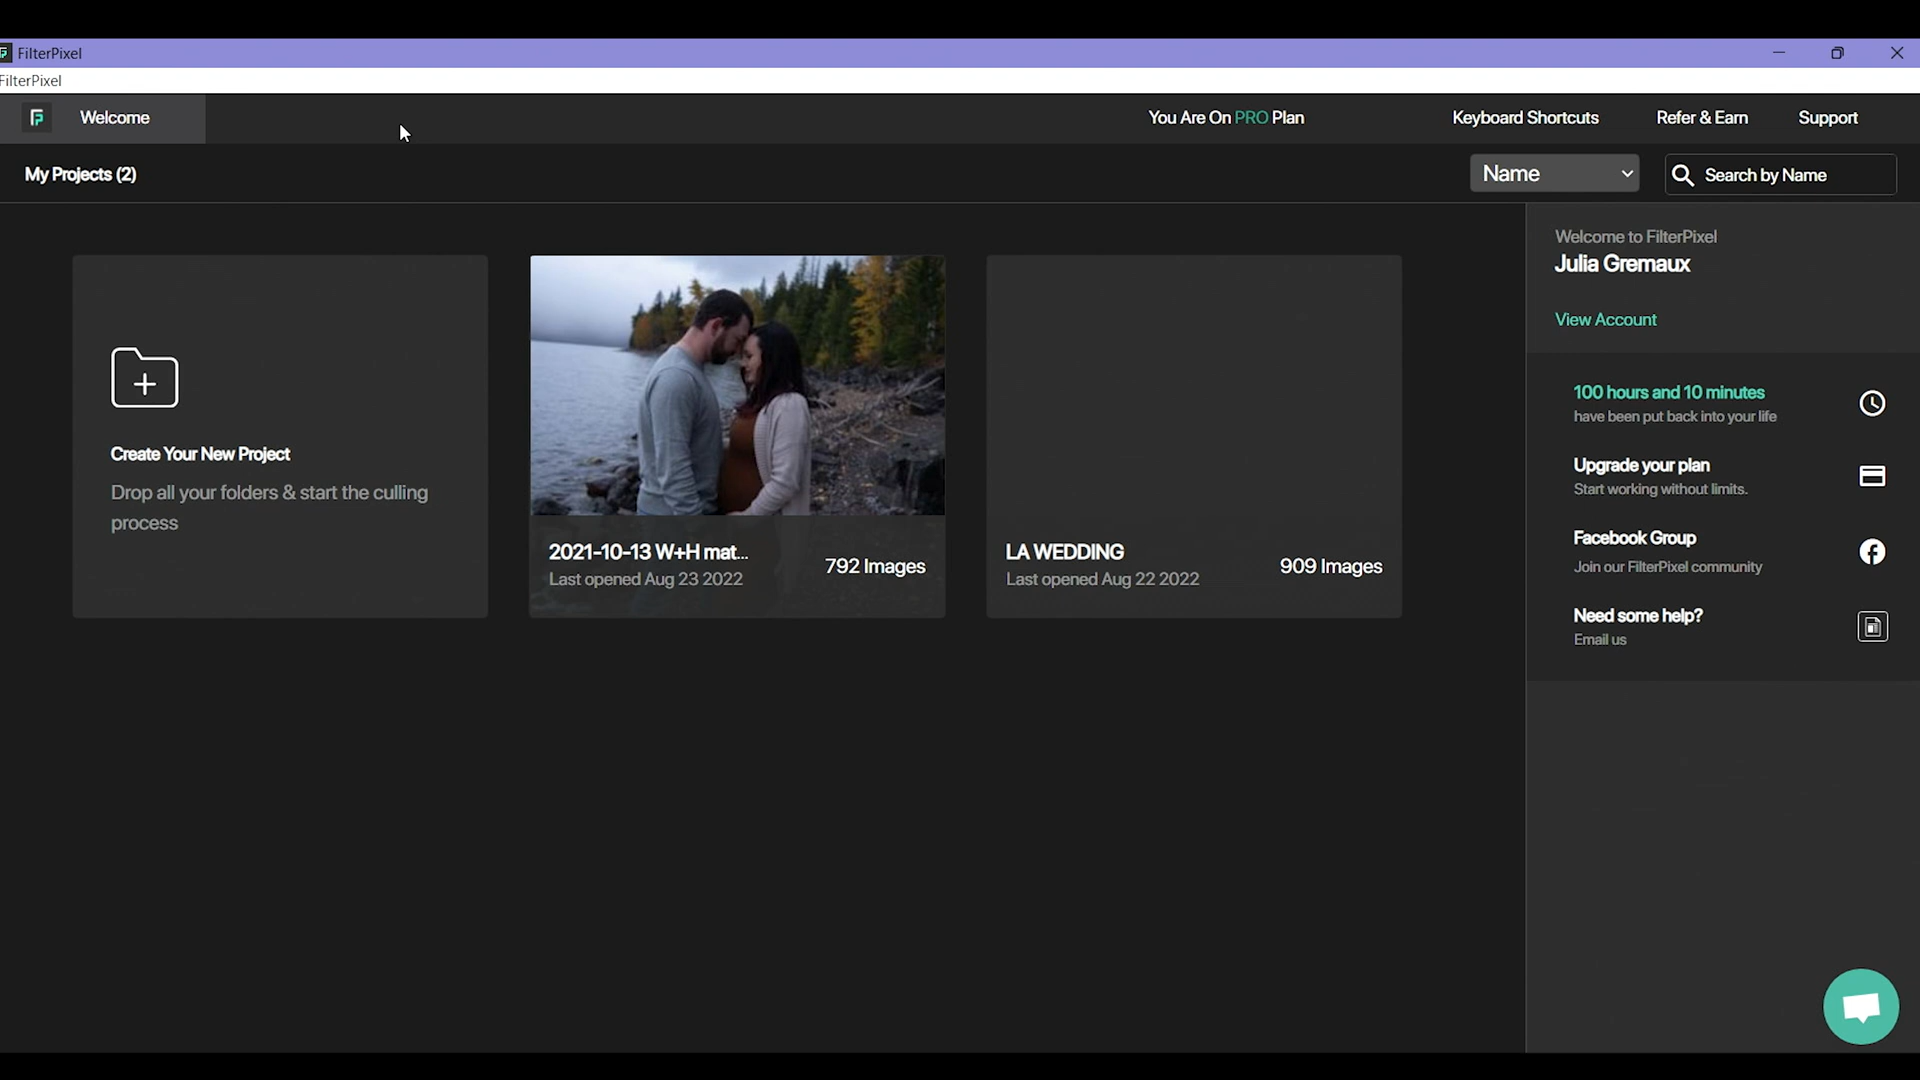 FilterPixel
FilterPixel
Welcome
You Are On PRO Plan
Keyboard Shortcuts
Refer & Earn
Support
My Projects (2)
Name
Search by Name
Create Your New Project
Drop all your folders & start the culling
process
2021-10-13 W+H mat...
Last opened Aug 23 2022
792 Images
LA WEDDING
Last opened Aug 22 2022
909 Images
Welcome to FilterPixel
Julia Gremaux
View Account
100 hours and 10 minutes
have been put back into your life
Upgrade your plan
Start working without limits.
Facebook Group
Join our FilterPixel community
Need some help?
Email us